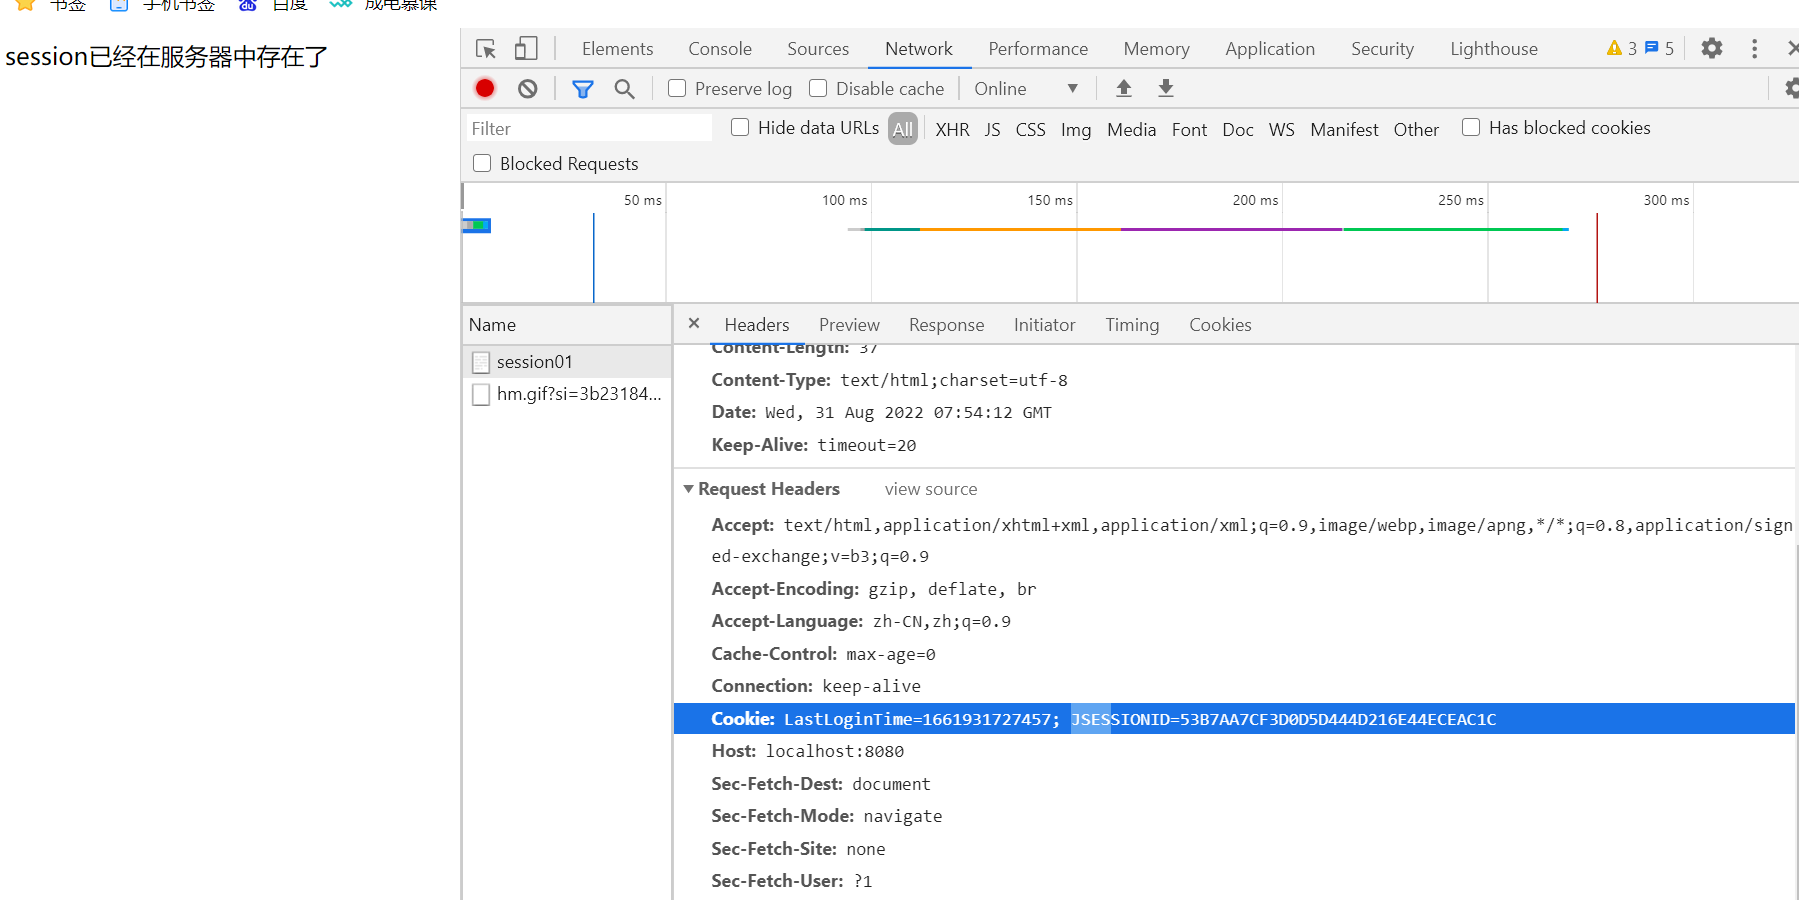 书签 手机书签 百度 成电慕课
session已经在服务器中存在了
Elements Console Sources Network Performance Memory Application Security Lighthouse 3 5
Preserve log Disable cache Online
Filter Hide data URLs All XHR JS CSS Img Media Font Doc WS Manifest Other Has blocked cookies
Blocked Requests
50 ms 100 ms 150 ms 200 ms 250 ms 300 ms
Name
session01
hm.gif?si=3b23184...
Headers Preview Response Initiator Timing Cookies
Content-Length: 37
Content-Type: text/html;charset=utf-8
Date: Wed, 31 Aug 2022 07:54:12 GMT
Keep-Alive: timeout=20
Request Headers view source
Accept: text/html,application/xhtml+xml,application/xml;q=0.9,image/webp,image/apng,*/*;q=0.8,application/sign
ed-exchange;v=b3;q=0.9
Accept-Encoding: gzip, deflate, br
Accept-Language: zh-CN,zh;q=0.9
Cache-Control: max-age=0
Connection: keep-alive
Cookie: LastLoginTime=1661931727457; JSESSIONID=53B7AA7CF3D0D5D444D216E44ECEAC1C
Host: localhost:8080
Sec-Fetch-Dest: document
Sec-Fetch-Mode: navigate
Sec-Fetch-Site: none
Sec-Fetch-User: ?1